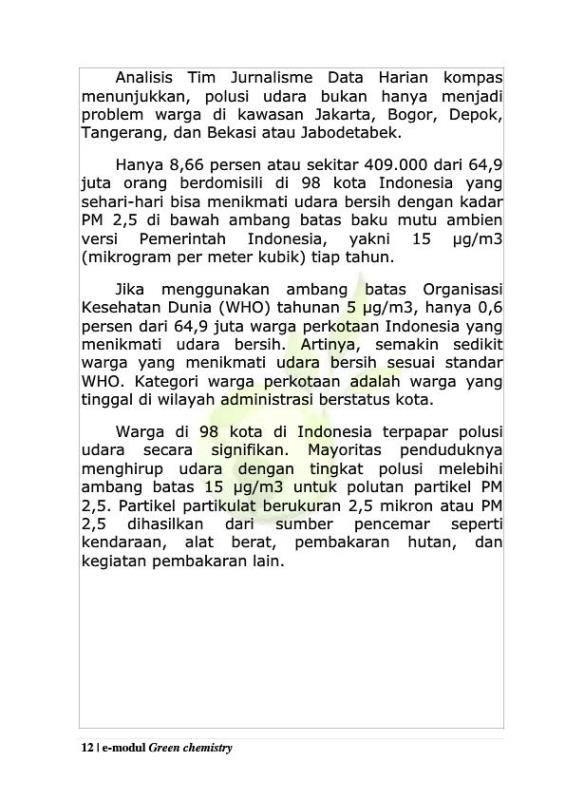 Analisis Tim Jurnalisme Data Harian kompas
menunjukkan, polusi udara bukan hanya menjadi
problem warga di kawasan Jakarta, Bogor, Depok,
Tangerang, dan Bekasi atau Jabodetabek.
Hanya 8,66 persen atau sekitar 409.000 dari 64,9
juta orang berdomisili di 98 kota Indonesia yang
sehari-hari bisa menikmati udara bersih dengan kadar
PM 2,5 di bawah ambang batas baku mutu ambien
versi Pemerintah Indonesia, yakni 15 µg/m3
(mikrogram per meter kubik) tiap tahun.
Jika menggunakan ambang batas Organisasi
Kesehatan Dunia (WHO) tahunan 5 µg/m3, hanya 0,6
persen dari 64,9 juta warga perkotaan Indonesia yang
menikmati udara bersih. Artinya, semakin sedikit
warga yang menikmati udara bersih sesuai standar
WHO. Kategori warga perkotaan adalah warga yang
tinggal di wilayah administrasi berstatus kota.
Warga di 98 kota di Indonesia terpapar polusi
udara secara signifikan. Mayoritas penduduknya
menghirup udara dengan tingkat polusi melebihi
ambang batas 15 µg/m3 untuk polutan partikel PM
2,5. Partikel partikulat berukuran 2,5 mikron atau PM
2,5 dihasilkan dari sumber pencemar seperti
kendaraan, alat berat, pembakaran hutan, dan
kegiatan pembakaran lain.
12 | e-modul Green chemistry